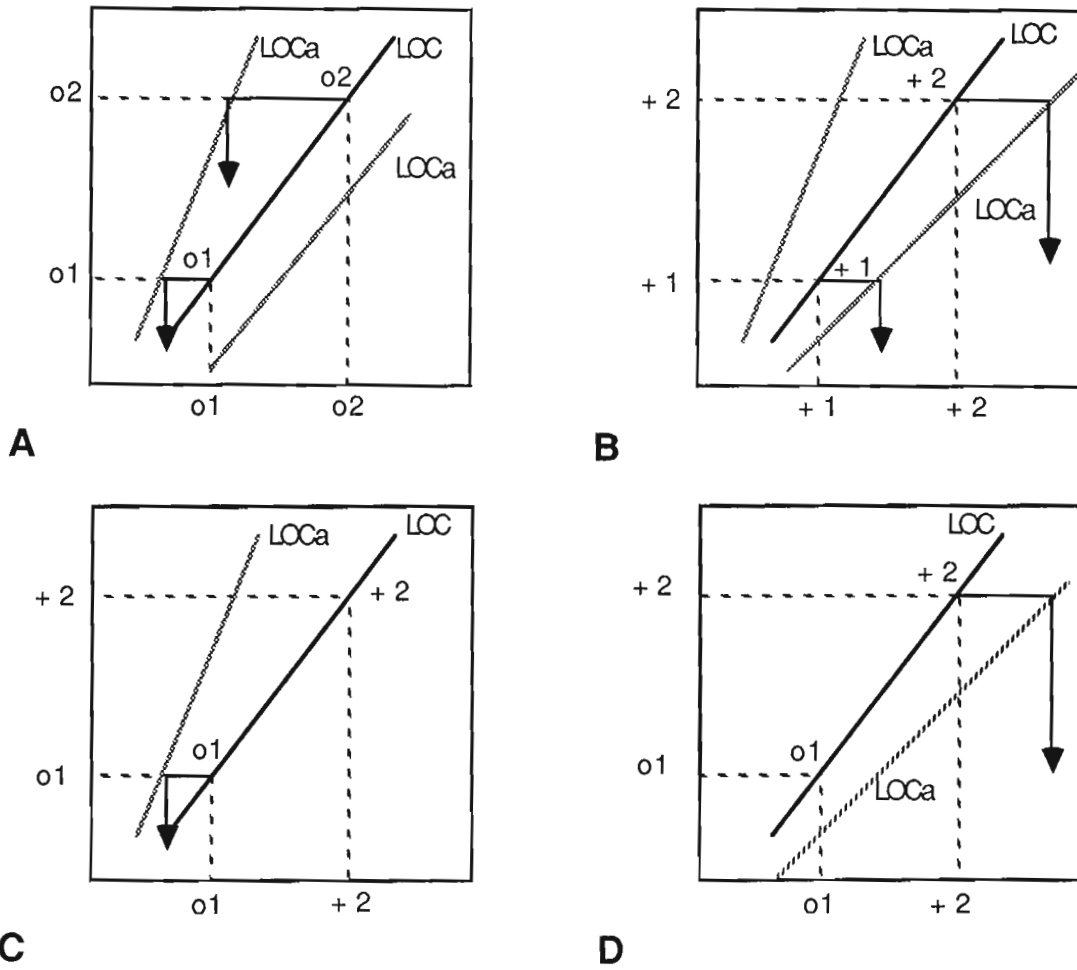 LOCa LOC
o2
o2
LOCa
o1
o1
o1 o2
A
LOCa LOC
+ 2
+ 2
LOCa
+ 1
+ 1
+ 1 + 2
B
LOCa LOC
+ 2
+ 2
o1
o1
o1 + 2
C
LOC
+ 2
+ 2
o1
o1
LOCa
o1 + 2
D